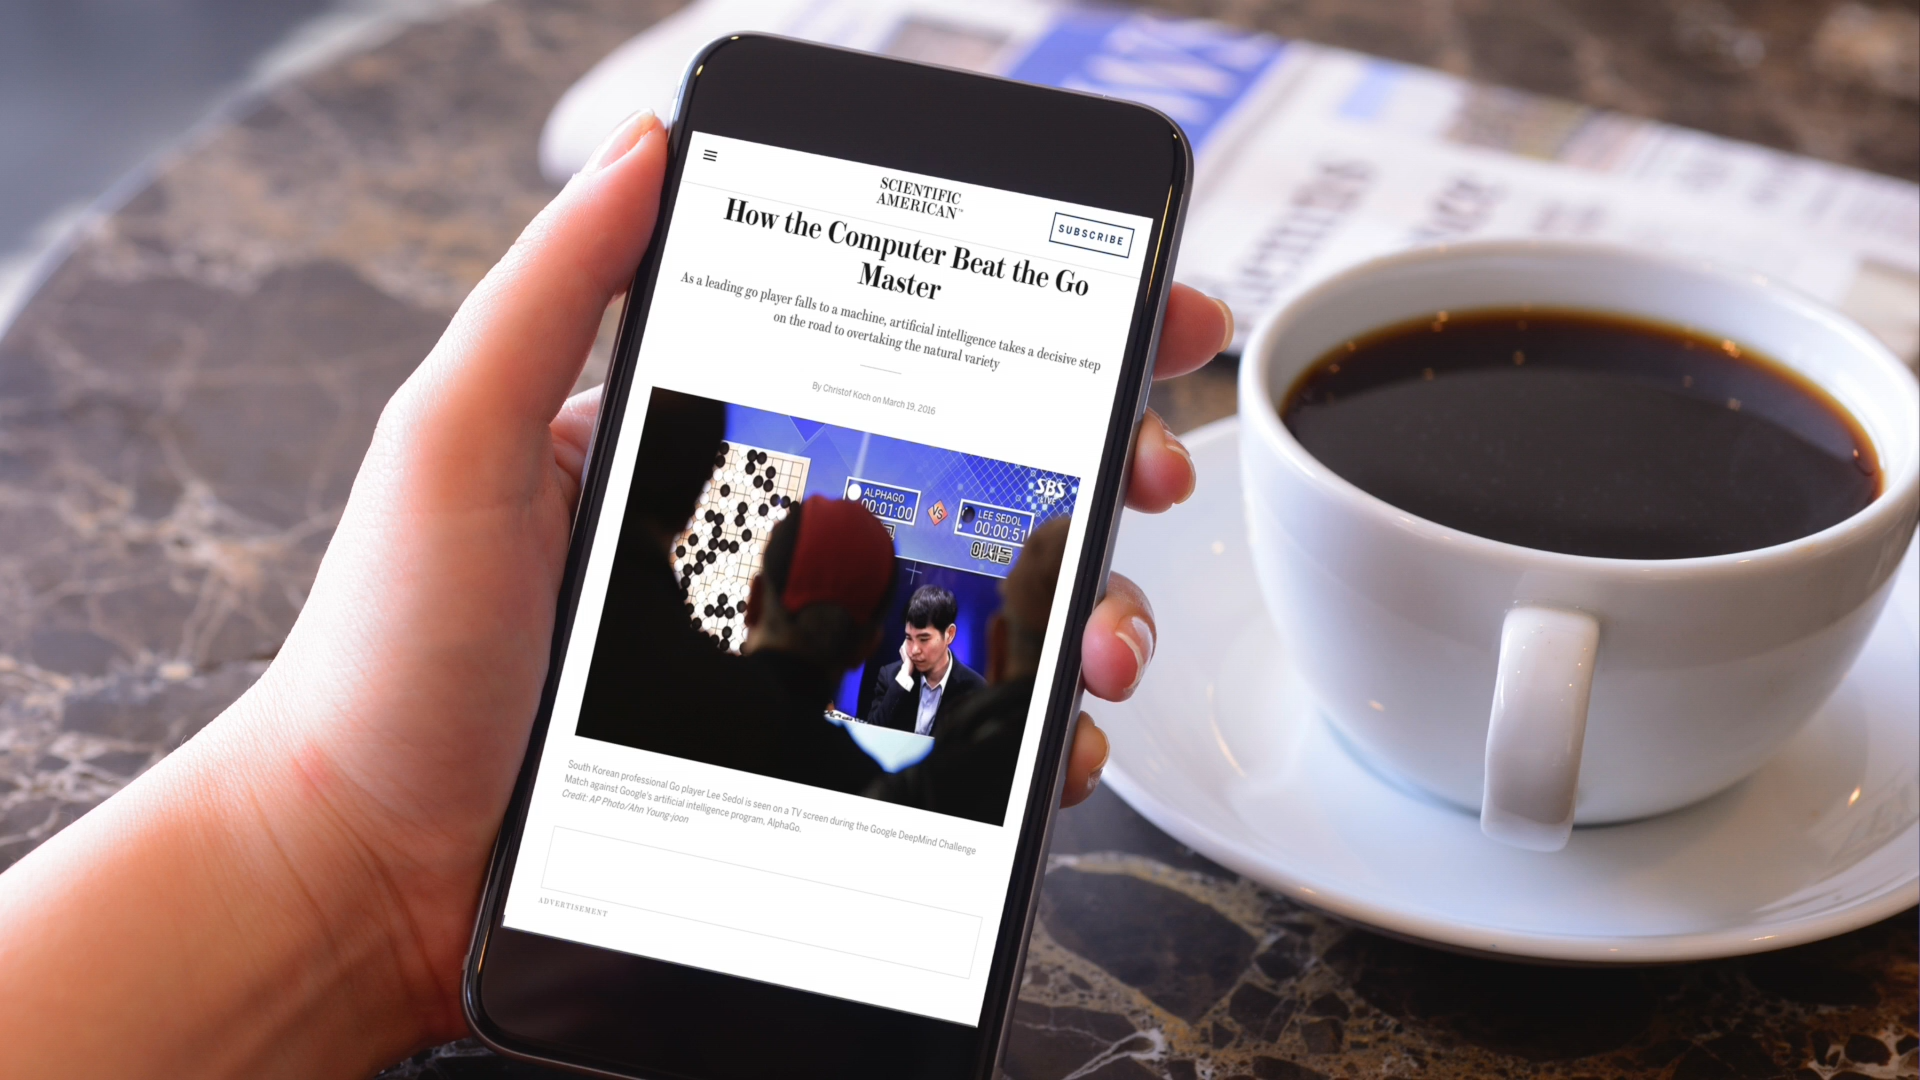 SCIENTIFIC
AMERICAN™
SUBSCRIBE
How the Computer Beat the Go
Master
As a leading go player falls to a machine, artificial intelligence takes a decisive step
on the road to overtaking the natural variety
By Christof Koch on March 19, 2016
SBS
LIVE
ALPHAGO
00:01:00
VS
LEE SEDOL
00:00:51
이세돌
South Korean professional Go player Lee Sedol is seen on a TV screen during the Google DeepMind Challenge
Match against Google's artificial intelligence program, AlphaGo.
Credit: AP Photo/Ahn Young-joon
ADVERTISEMENT